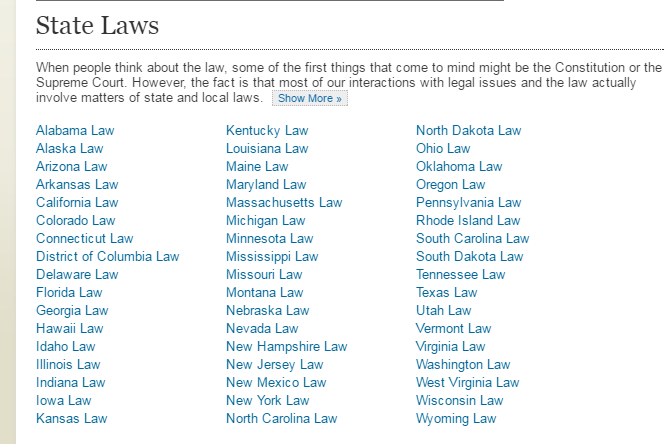 State Laws
When people think about the law, some of the first things that come to mind might be the Constitution or the
Supreme Court. However, the fact is that most of our interactions with legal issues and the law actually
involve matters of state and local laws. Show More »
Alabama Law
Alaska Law
Arizona Law
Arkansas Law
California Law
Colorado Law
Connecticut Law
District of Columbia Law
Delaware Law
Florida Law
Georgia Law
Hawaii Law
Idaho Law
Illinois Law
Indiana Law
Iowa Law
Kansas Law
Kentucky Law
Louisiana Law
Maine Law
Maryland Law
Massachusetts Law
Michigan Law
Minnesota Law
Mississippi Law
Missouri Law
Montana Law
Nebraska Law
Nevada Law
New Hampshire Law
New Jersey Law
New Mexico Law
New York Law
North Carolina Law
North Dakota Law
Ohio Law
Oklahoma Law
Oregon Law
Pennsylvania Law
Rhode Island Law
South Carolina Law
South Dakota Law
Tennessee Law
Texas Law
Utah Law
Vermont Law
Virginia Law
Washington Law
West Virginia Law
Wisconsin Law
Wyoming Law